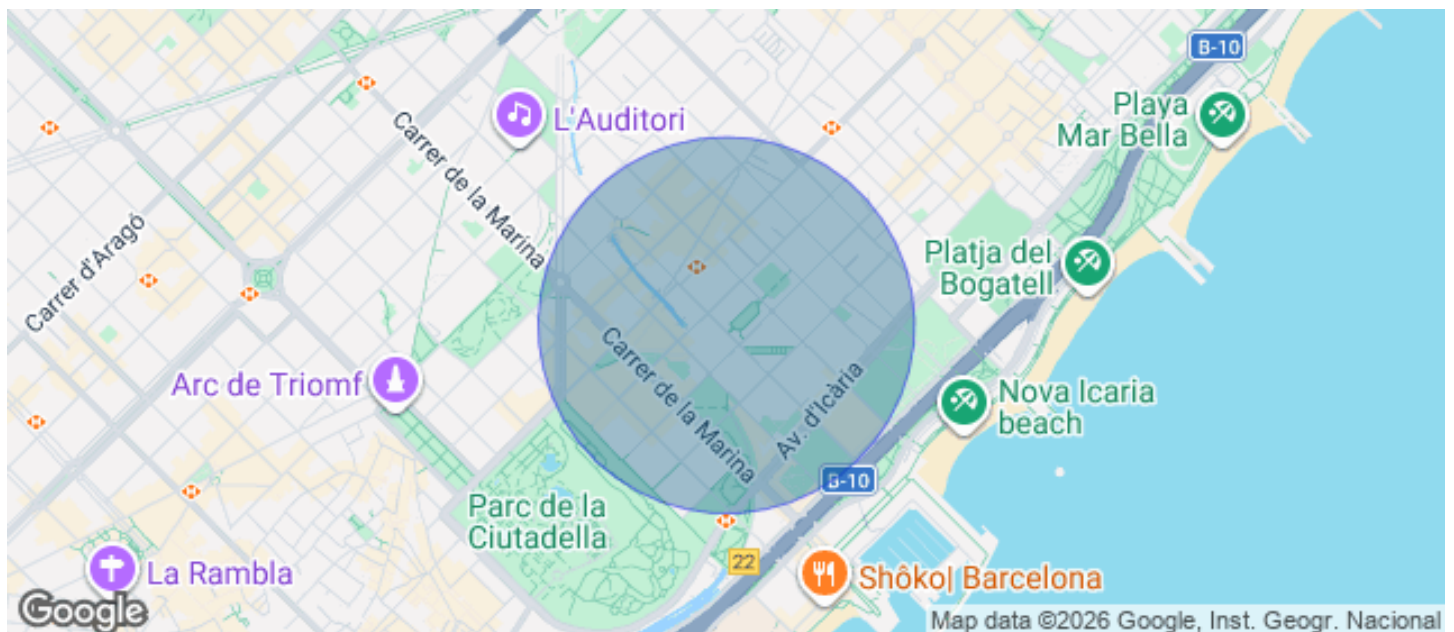 B-10
Playa
Mar Bella
L'Auditori
Carrer de la Marina
Carrer d'Aragó
Platja del
Bogatell
Arc de Triomf
Carrer de la Marina
Av. d'Icària
Nova Icaria
beach
B-10
Parc de la
Ciutadella
22
La Rambla
Shôko| Barcelona
Google
Map data ©2026 Google, Inst. Geogr. Nacional